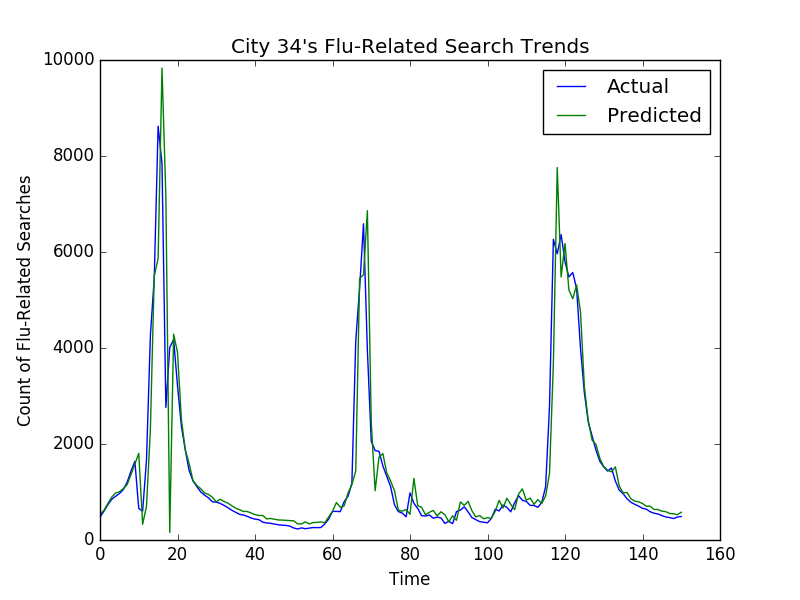 City 34's Flu-Related Search Trends
Actual
Predicted
10000
8000
6000
4000
2000
0
Count of Flu-Related Searches
0 20 40 60 80 100 120 140 160
Time